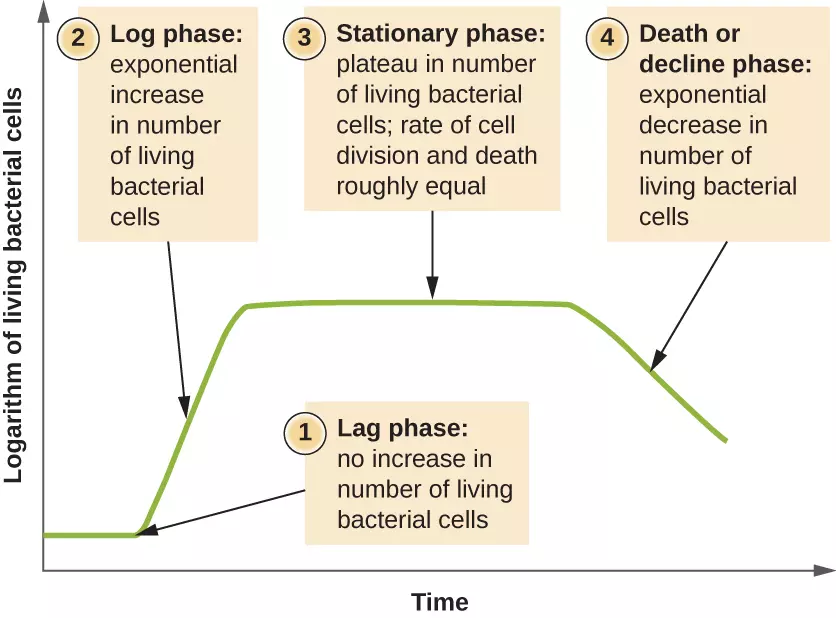 Logarithm of living bacterial cells
2
Log phase:
exponential
increase
in number
of living
bacterial
cells
3
Stationary phase:
plateau in number
of living bacterial
cells; rate of cell
division and death
roughly equal
4
Death or
decline phase:
exponential
decrease in
number of
living bacterial
cells
1
Lag phase:
no increase in
number of living
bacterial cells
Time